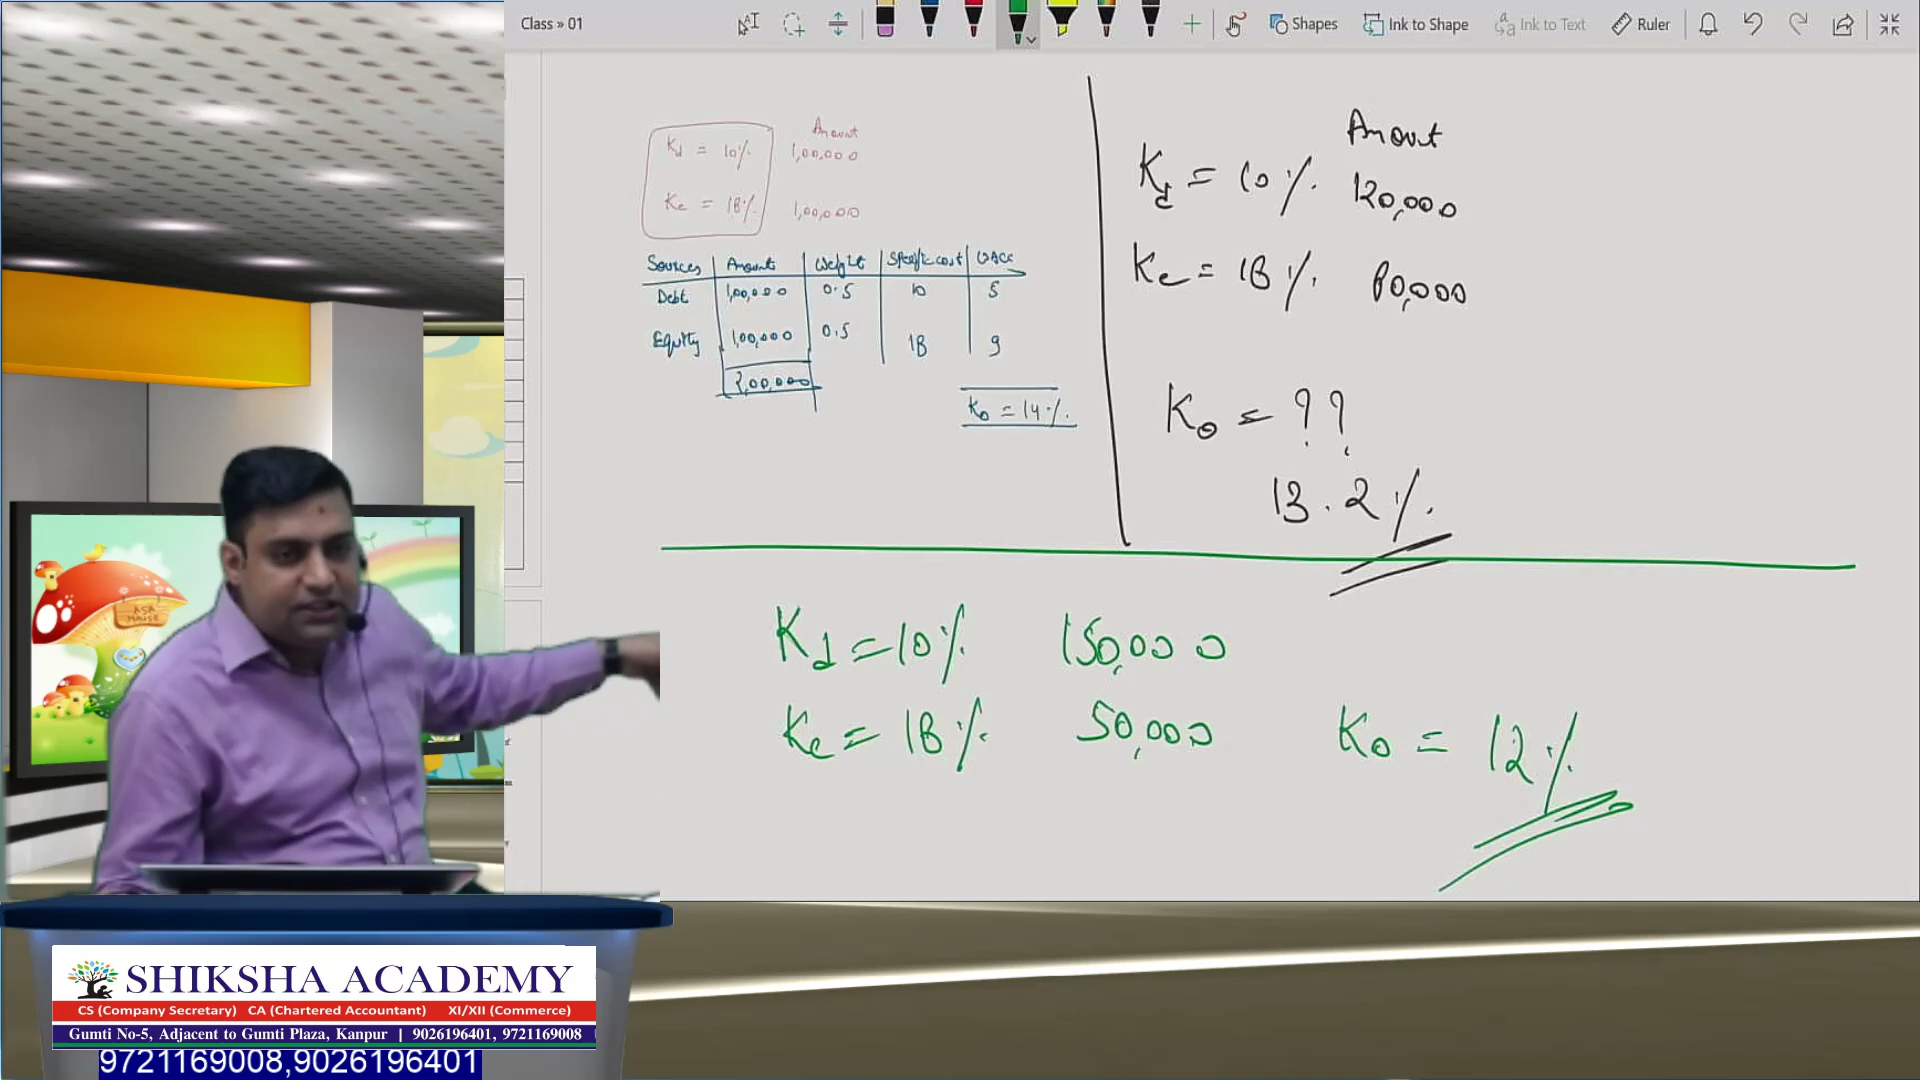 Class » 01
Shapes
Ink to Shape
Ink to Text
Ruler
Amount
Kd = 10% 1,00,000
Ke = 18% 1,00,000
Sources Amount Weight Specific cost WACC
Debt 1,00,000 0.5 10 5
Equity 1,00,000 0.5 18 9
2,00,000
Ko = 14%
Amount
Kd = 10% 120,000
Ke = 18% 80,000
Ko = ??
13.2%
Kd = 10% 150,000
Ke = 18% 50,000
Ko = 12%
ASA
House
SHIKSHA ACADEMY
CS (Company Secretary) CA (Chartered Accountant) XI/XII (Commerce)
Gumti No-5, Adjacent to Gumti Plaza, Kanpur | 9026196401, 9721169008
9721169008,9026196401